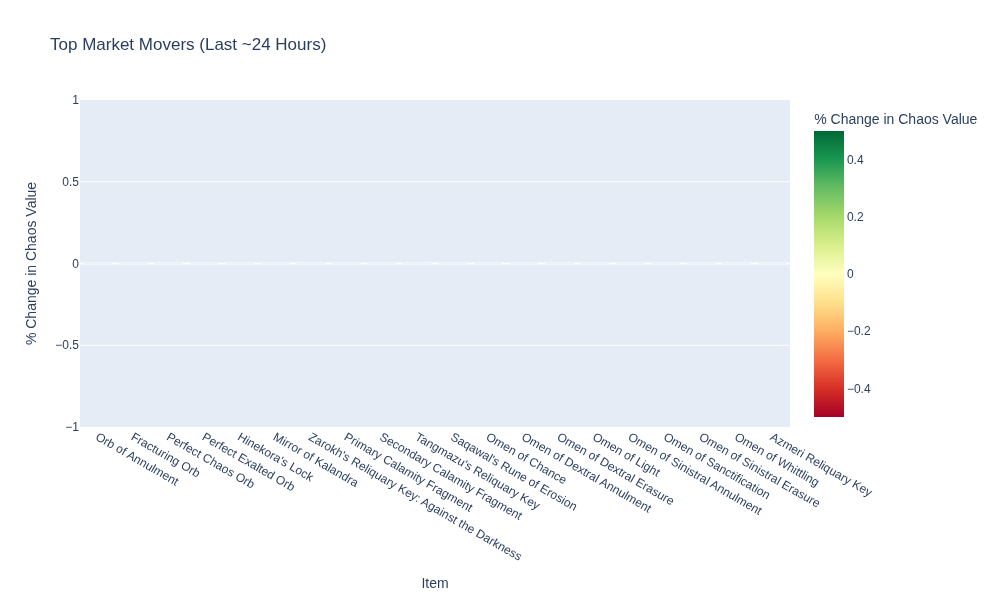 Top Market Movers (Last ~24 Hours)
% Change in Chaos Value
1
0.5
0
−0.5
−1
% Change in Chaos Value
0.4
0.2
0
−0.2
−0.4
Orb of Annulment
Fracturing Orb
Perfect Chaos Orb
Perfect Exalted Orb
Hinekora's Lock
Mirror of Kalandra
Zarokh's Reliquary Key: Against the Darkness
Primary Calamity Fragment
Secondary Calamity Fragment
Tangmazu's Reliquary Key
Saqawal's Rune of Erosion
Omen of Chance
Omen of Dextral Annulment
Omen of Dextral Erasure
Omen of Light
Omen of Sinistral Annulment
Omen of Sanctification
Omen of Sinistral Erasure
Omen of Whittling
Azmeri Reliquary Key
Item